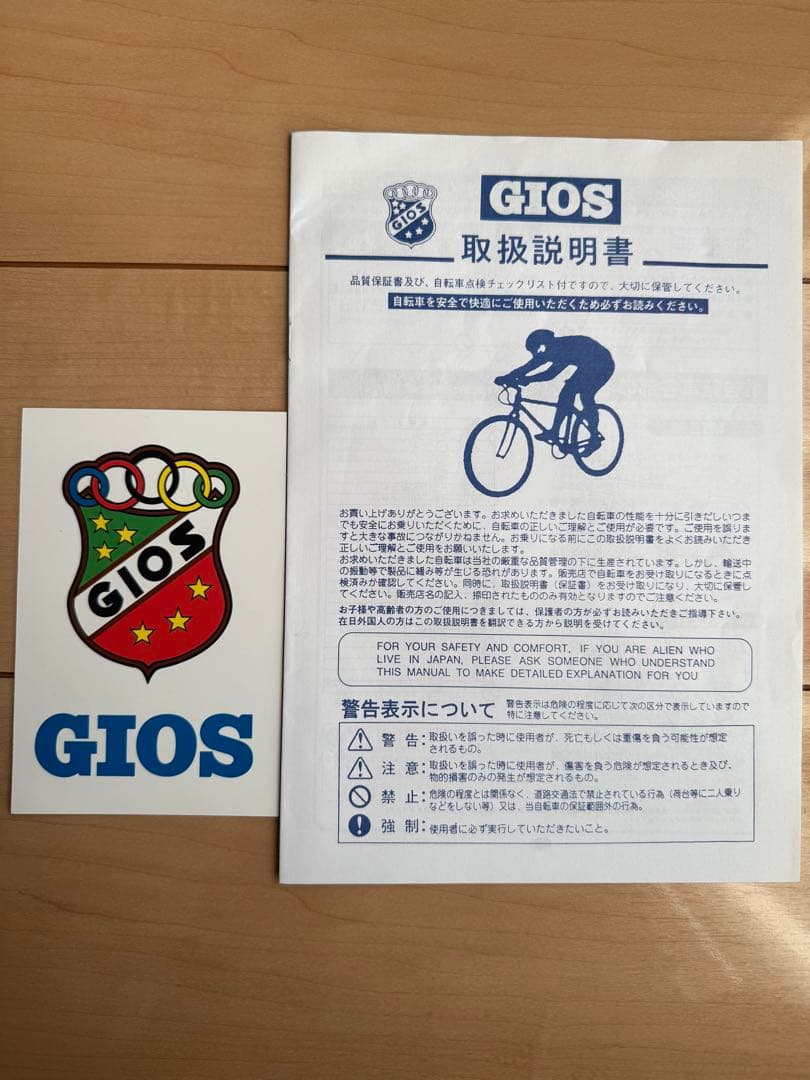 GIOS
GIOS
GIOS
GIOS
取扱説明書
品質保証書及び、自転車点検チェックリスト付ですので、大切に保管してください。
自転車を安全で快適にご使用いただくため必ずお読みください。
お買い上げありがとうございます。お求めいただきました自転車の性能を十分に引きだしいつま
でも安全にお乗りいただくために、自転車の正しいご理解とご使用が必要です。ご使用を誤りま
すと大きな事故につながりかねません。お乗りになる前にこの取扱説明書をよくお読みいただき
正しいご理解とご使用をお願いいたします。
お求めいただきました自転車は当社の厳重な品質管理の下に生産されています。しかし、輸送中
の振動等で製品に緩み等が生じる恐れがあります。販売店で自転車をお受け取りになるときに点
検済みか確認してください。同時に、取扱説明書（保証書）をお受け取りになり、大切に保管し
てください。販売店名の記入、捺印されたもののみ有効となりますのでご注意ください。
お子様や高齢者の方のご使用につきましては、保護者の方が必ずお読みいただきご指導下さい。
在日外国人の方はこの取扱説明書を翻訳できる方から説明を受けてください。
FOR YOUR SAFETY AND COMFORT, IF YOU ARE ALIEN WHO
LIVE IN JAPAN, PLEASE ASK SOMEONE WHO UNDERSTAND
THIS MANUAL TO MAKE DETAILED EXPLANATION FOR YOU
警告表示について 警告表示は危険の程度に応じて次の区分で表示していますので
特に注意してください。
警 告：取扱いを誤った時に使用者が、死亡もしくは重傷を負う可能性が想定
されるもの。
注 意：取扱いを誤った時に使用者が、傷害を負う危険が想定されるとき及び、
物的損害のみの発生が想定されるもの。
禁 止：危険の程度とは関係なく、道路交通法で禁止されている行為（荷台等に二人乗り
などをしない等）又は、当自転車の保証範囲外の行為。
強 制：使用者に必ず実行していただきたいこと。